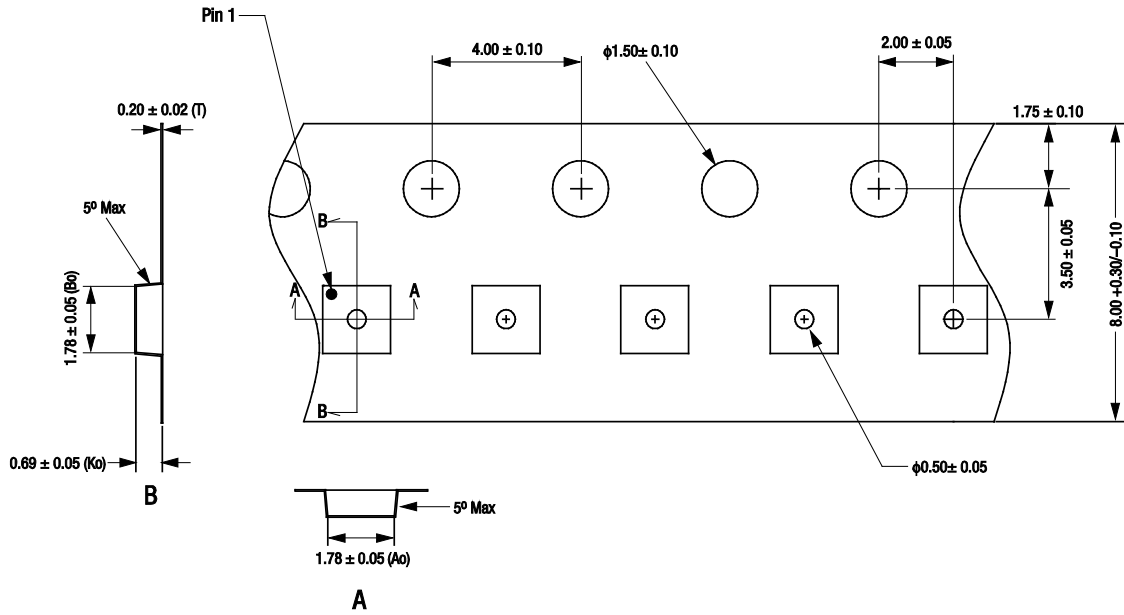 Pin 1
4.00 ± 0.10
ϕ1.50± 0.10
2.00 ± 0.05
0.20 ± 0.02 (T)
1.75 ± 0.10
5º Max
B
A
A
1.78 ± 0.05 (Bo)
3.50 ± 0.05
8.00 +0.30/–0.10
B
0.69 ± 0.05 (Ko)
ϕ0.50± 0.05
B
5º Max
1.78 ± 0.05 (Ao)
A